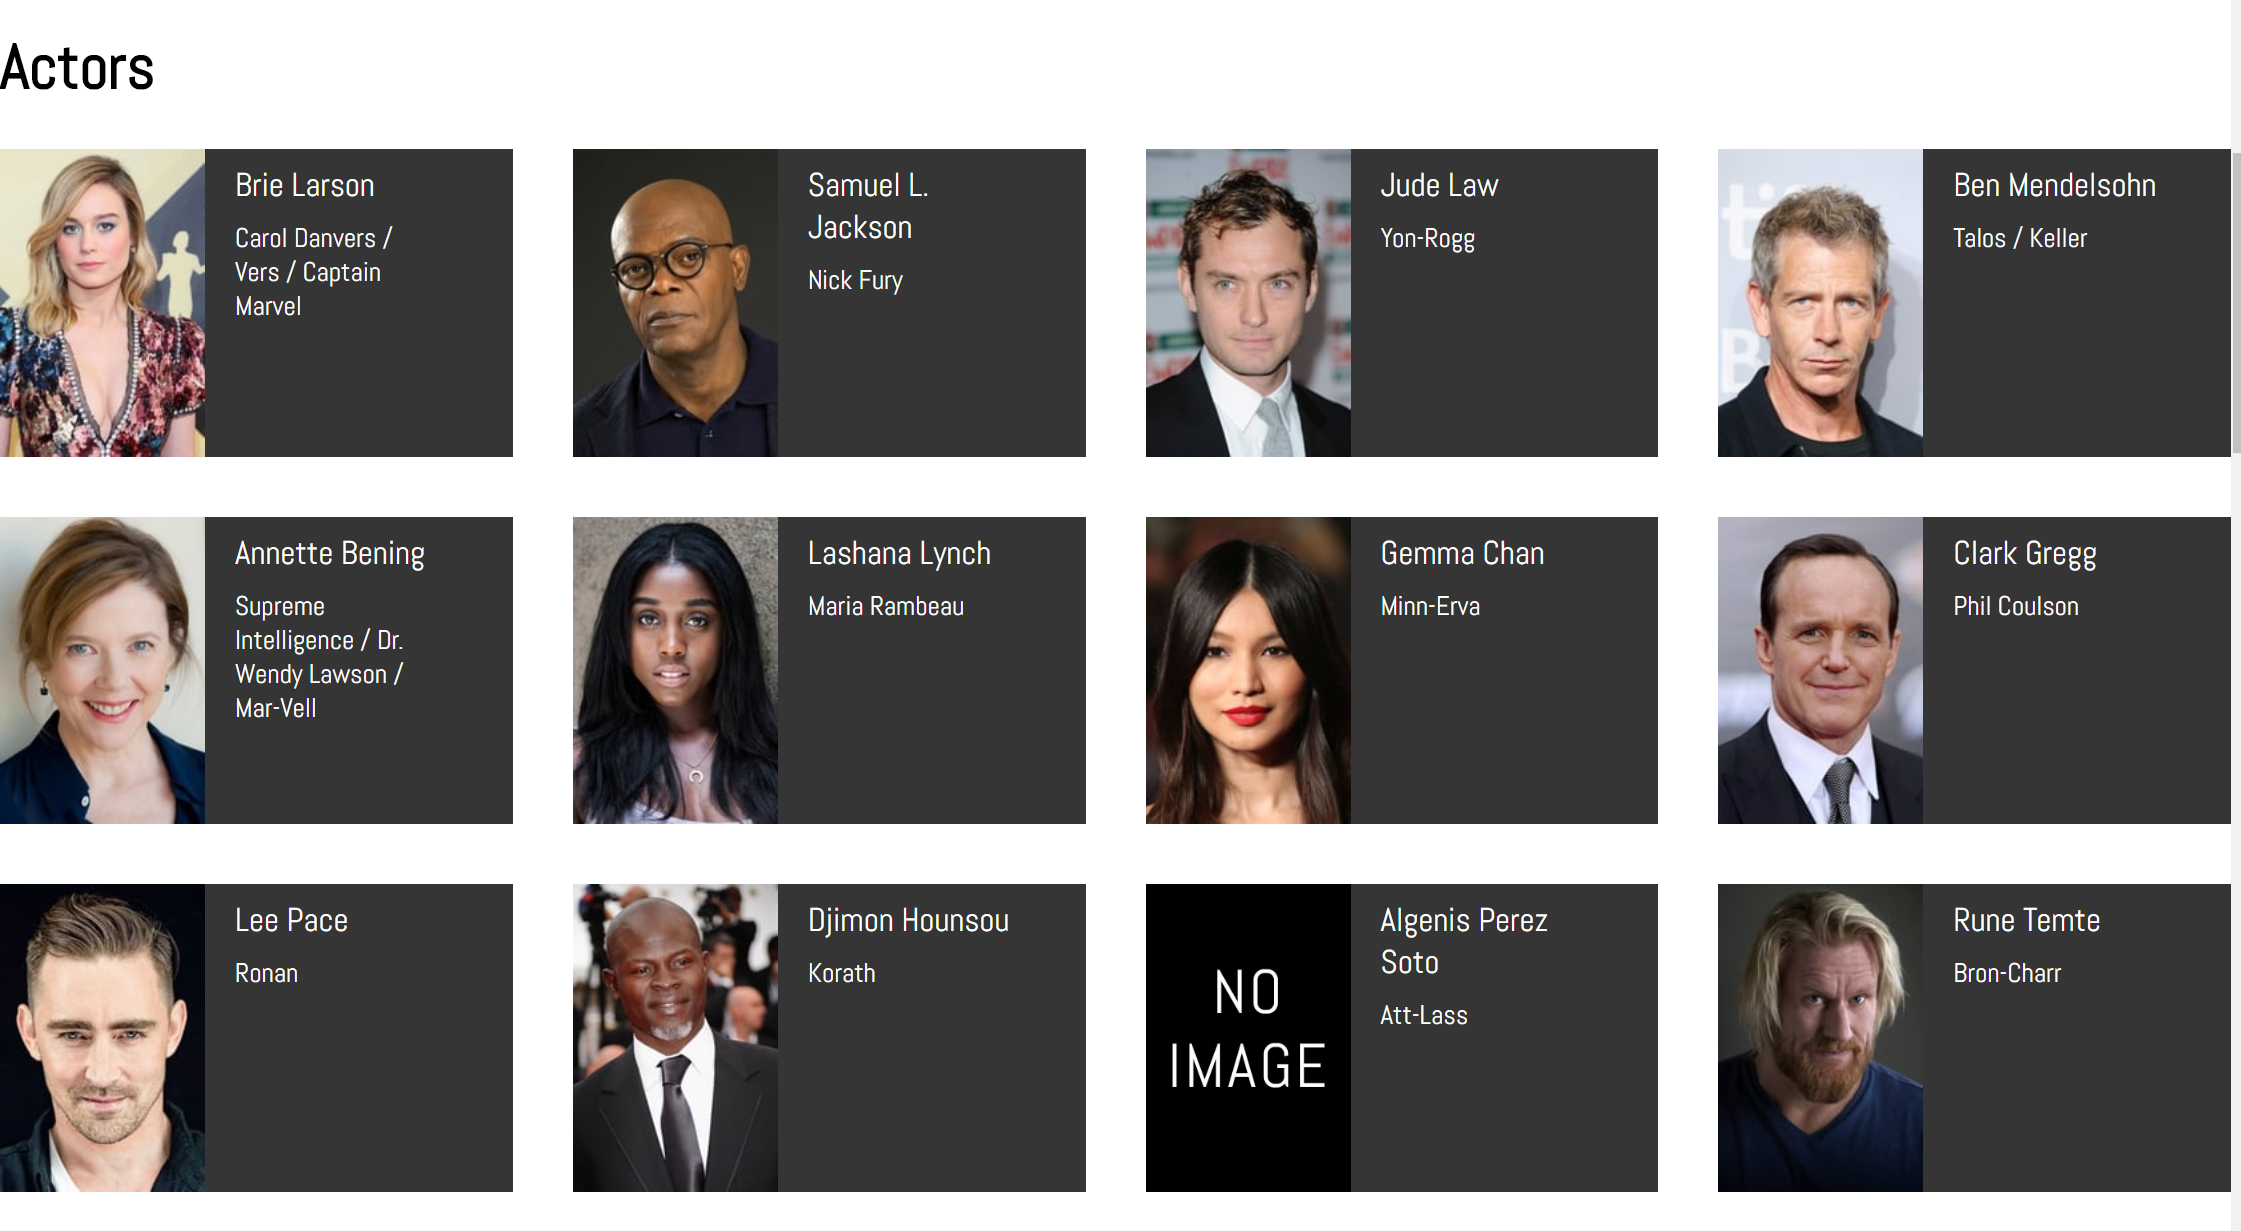 Actors
Brie Larson
Carol Danvers /
Vers / Captain
Marvel
Samuel L.
Jackson
Nick Fury
Jude Law
Yon-Rogg
Ben Mendelsohn
Talos / Keller
Annette Bening
Supreme
Intelligence / Dr.
Wendy Lawson /
Mar-Vell
Lashana Lynch
Maria Rambeau
Gemma Chan
Minn-Erva
Clark Gregg
Phil Coulson
Lee Pace
Ronan
Djimon Hounsou
Korath
NO
IMAGE
Algenis Perez
Soto
Att-Lass
Rune Temte
Bron-Charr